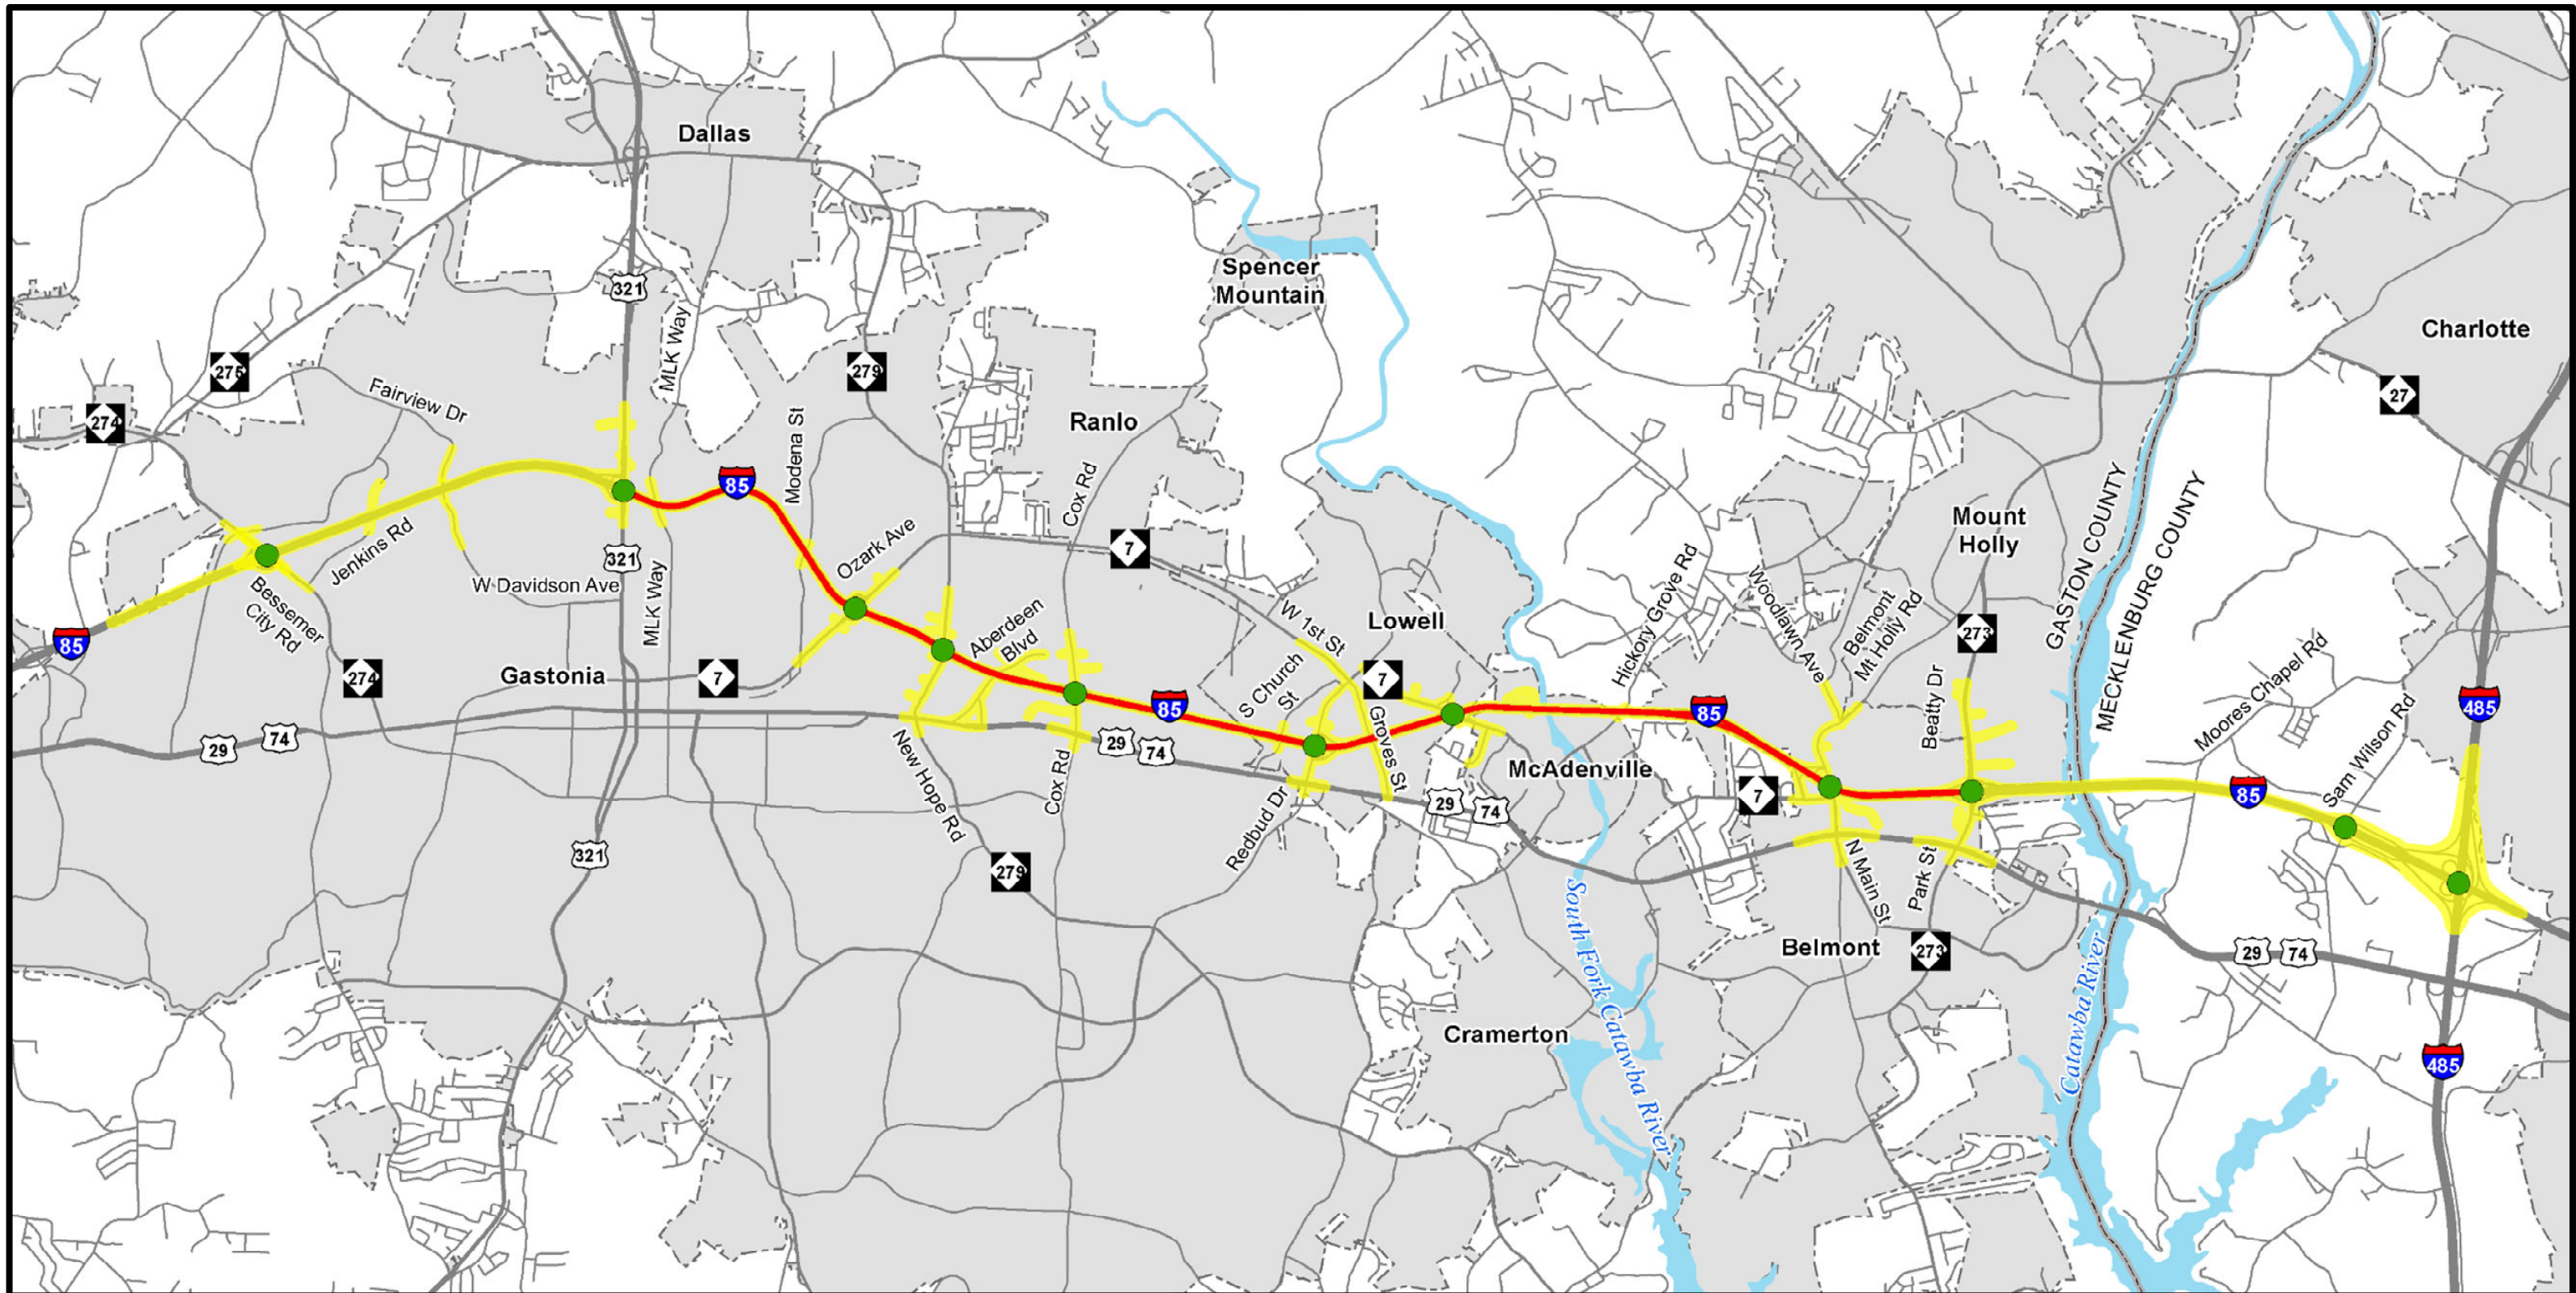 Dallas
Spencer
Mountain
321
MLK Way
Charlotte
275
279
27
Fairview Dr
274
Modena St
Ranlo
85
Cox Rd
7
Mount
Holly
GASTON COUNTY
MECKLENBURG COUNTY
Jenkins Rd
Ozark Ave
321
W Davidson Ave
MLK Way
Bessemer
City Rd
85
274
Gastonia
7
Aberdeen
Blvd
W 1st St
Lowell
Hickory Grove Rd
Woodlawn Ave
Belmont
Mt Holly Rd
273
Beatty Dr
S Church
St
7
85
85
Groves St
Moores Chapel Rd
Sam Wilson Rd
485
29
74
New Hope Rd
Cox Rd
29
74
McAdenville
Redbud Dr
29
74
7
85
321
279
N Main St
Park St
Belmont
273
29
74
South Fork Catawba River
Catawba River
Cramerton
485